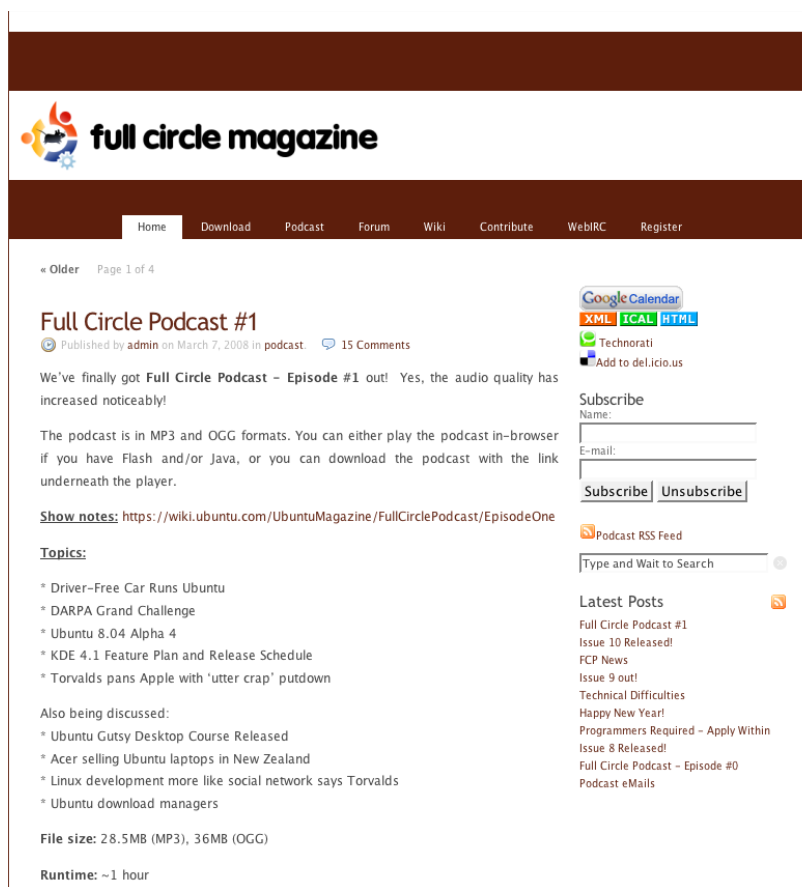 full circle magazine
Home Download Podcast Forum Wiki Contribute WebIRC Register
« Older Page 1 of 4
Full Circle Podcast #1
Published by admin on March 7, 2008 in podcast. 15 Comments
We've finally got Full Circle Podcast – Episode #1 out! Yes, the audio quality has
increased noticeably!
The podcast is in MP3 and OGG formats. You can either play the podcast in-browser
if you have Flash and/or Java, or you can download the podcast with the link
underneath the player.
Show notes: https://wiki.ubuntu.com/UbuntuMagazine/FullCirclePodcast/EpisodeOne
Topics:
* Driver-Free Car Runs Ubuntu
* DARPA Grand Challenge
* Ubuntu 8.04 Alpha 4
* KDE 4.1 Feature Plan and Release Schedule
* Torvalds pans Apple with ‘utter crap’ putdown
Also being discussed:
* Ubuntu Gutsy Desktop Course Released
* Acer selling Ubuntu laptops in New Zealand
* Linux development more like social network says Torvalds
* Ubuntu download managers
File size: 28.5MB (MP3), 36MB (OGG)
Runtime: ~1 hour
Google Calendar
XML ICAL HTML
Technorati
Add to del.icio.us
Subscribe
Name:
E-mail:
Subscribe Unsubscribe
Podcast RSS Feed
Type and Wait to Search
Latest Posts
Full Circle Podcast #1
Issue 10 Released!
FCP News
Issue 9 out!
Technical Difficulties
Happy New Year!
Programmers Required – Apply Within
Issue 8 Released!
Full Circle Podcast – Episode #0
Podcast eMails